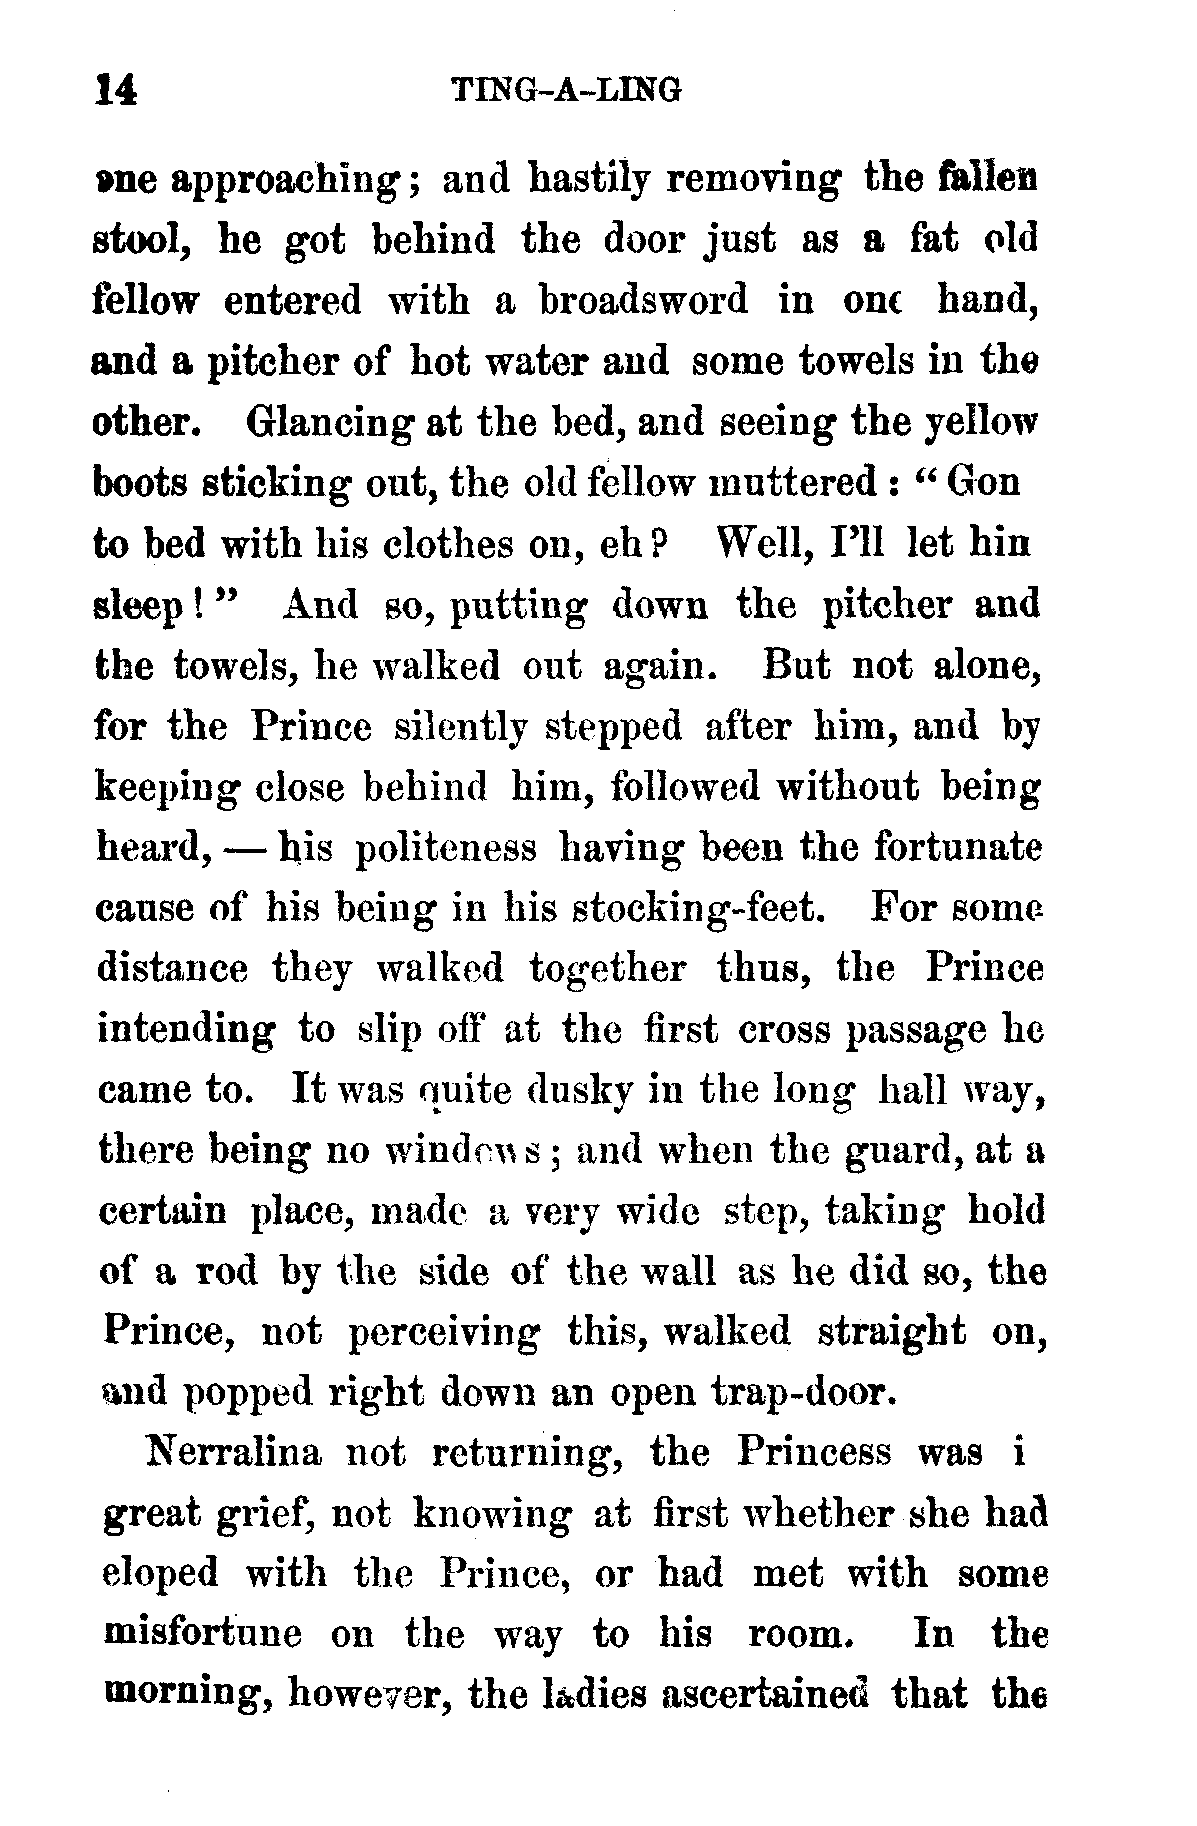 14 TING-A-LING
one approaching; and hastily removing the fallen
stool, he got behind the door just as a fat old
fellow entered with a broadsword in one hand,
and a pitcher of hot water and some towels in the
other. Glancing at the bed, and seeing the yellow
boots sticking out, the old fellow muttered: “Gon
to bed with his clothes on, eh? Well, I’ll let hin
sleep!” And so, putting down the pitcher and
the towels, he walked out again. But not alone,
for the Prince silently stepped after him, and by
keeping close behind him, followed without being
heard, — his politeness having been the fortunate
cause of his being in his stocking-feet. For some
distance they walked together thus, the Prince
intending to slip off at the first cross passage he
came to. It was quite dusky in the long hall way,
there being no windows; and when the guard, at a
certain place, made a very wide step, taking hold
of a rod by the side of the wall as he did so, the
Prince, not perceiving this, walked straight on,
and popped right down an open trap-door.
Nerralina not returning, the Princess was i
great grief, not knowing at first whether she had
eloped with the Prince, or had met with some
misfortune on the way to his room. In the
morning, however, the ladies ascertained that the